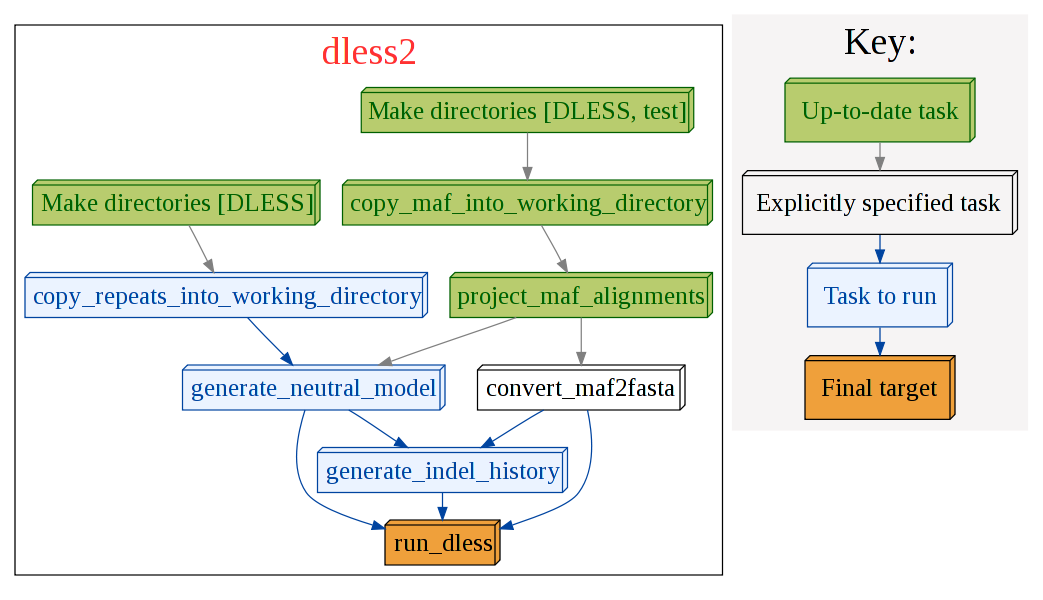 dless2
Make directories [DLESS, test]
Make directories [DLESS]
copy_maf_into_working_directory
copy_repeats_into_working_directory
project_maf_alignments
generate_neutral_model
convert_maf2fasta
generate_indel_history
run_dless
Key:
Up-to-date task
Explicitly specified task
Task to run
Final target